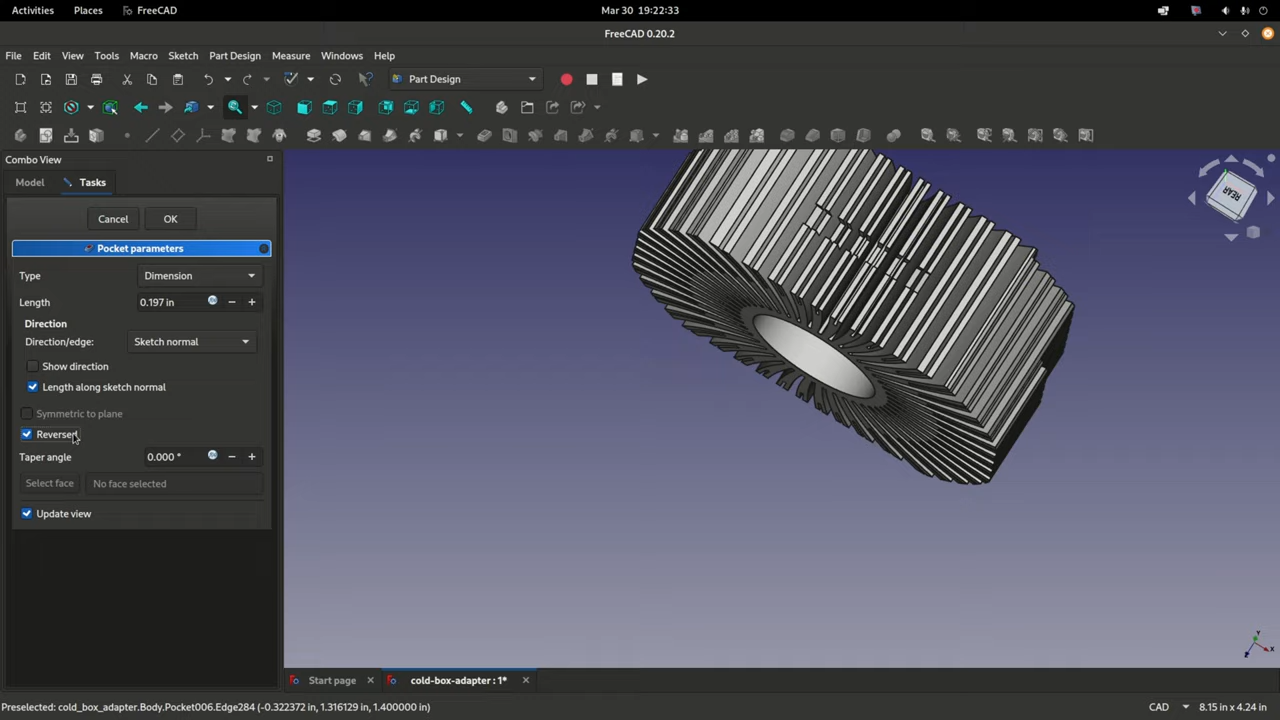 Activities Places FreeCAD Mar 30 19:22:33
FreeCAD 0.20.2
File Edit View Tools Macro Sketch Part Design Measure Windows Help
Part Design
Combo View
Model Tasks
REAR
Cancel OK
Pocket parameters
Type Dimension
Length 0.197 in
Direction
Direction/edge: Sketch normal
Show direction
Length along sketch normal
Symmetric to plane
Reversed
Taper angle 0.000 °
Select face No face selected
Update view
Y
X
Z
Start page cold-box-adapter : 1*
Preselected: cold_box_adapter.Body.Pocket006.Edge284 (-0.322372 in, 1.316129 in, 1.400000 in) CAD 8.15 in x 4.24 in